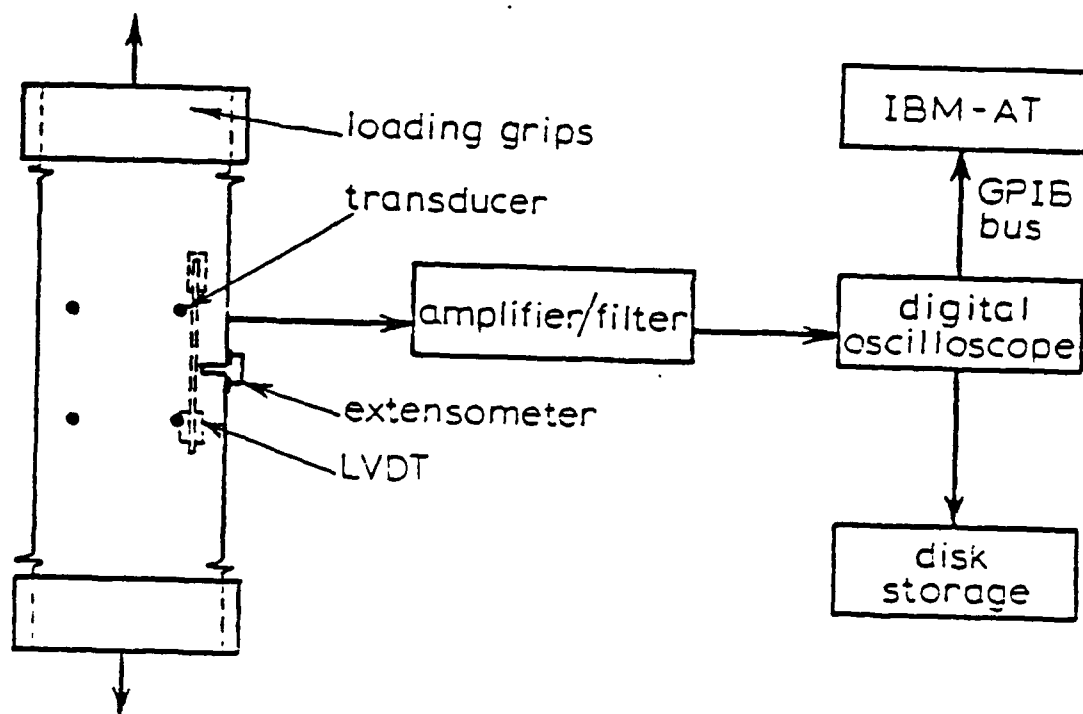 loading grips
transducer
amplifier/filter
extensometer
LVDT
IBM-AT
GPIB
bus
digital
oscilloscope
disk
storage